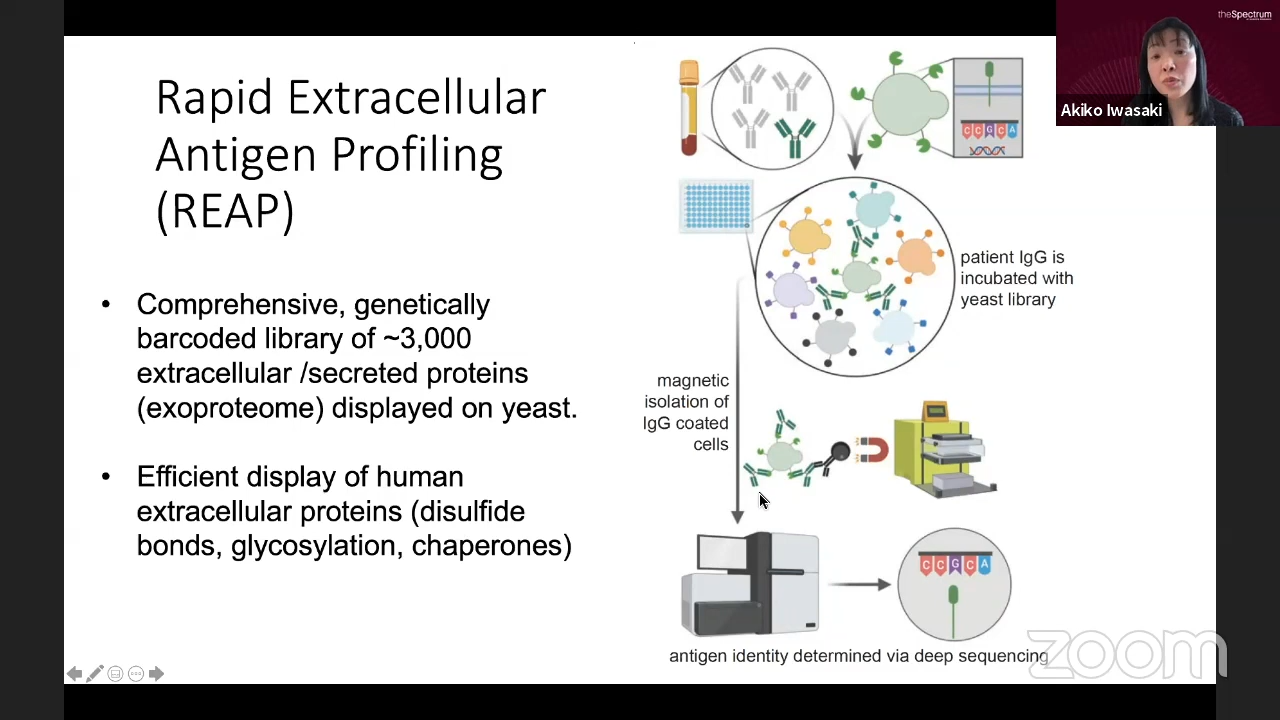 theSpectrum
Akiko Iwasaki
Rapid Extracellular
Antigen Profiling
(REAP)
• Comprehensive, genetically
barcoded library of ~3,000
extracellular /secreted proteins
(exoproteome) displayed on yeast.
• Efficient display of human
extracellular proteins (disulfide
bonds, glycosylation, chaperones)
CCGCA
patient IgG is
incubated with
yeast library
magnetic
isolation of
IgG coated
cells
CCGCA
antigen identity determined via deep sequencing
zoom